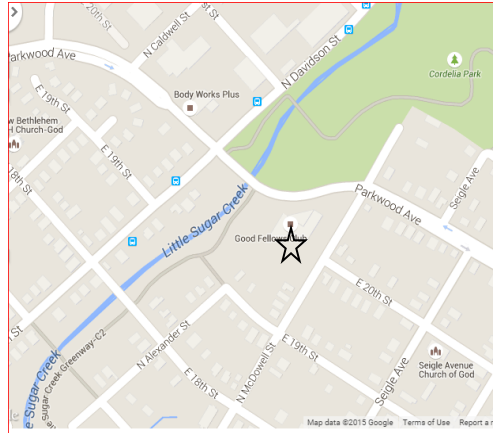 E 20th St
N Caldwell St
N Davidson St
Parkwood Ave
Cordelia Park
E 19th St
Body Works Plus
w Bethlehem
H Church-God
E 19th St
18th St
Little Sugar Creek
Parkwood Ave
Seigle Ave
Good Fellows Club
E 20th St
n St
N Alexander St
E 19th St
Sugar Creek Greenway-C2
e Sugar Creek
N McDowell St
E 16th St
Seigle Ave
Seigle Avenue
Church of God
Map data ©2015 Google Terms of Use Report a